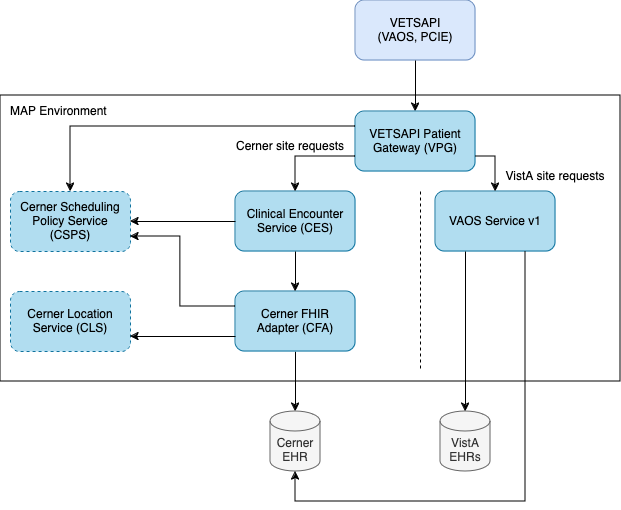 VETSAPI
(VAOS, PCIE)
MAP Environment
VETSAPI Patient
Gateway (VPG)
Cerner site requests
VistA site requests
Cerner Scheduling
Policy Service
(CSPS)
Clinical Encounter
Service (CES)
VAOS Service v1
Cerner Location
Service (CLS)
Cerner FHIR
Adapter (CFA)
Cerner
EHR
VistA
EHRs